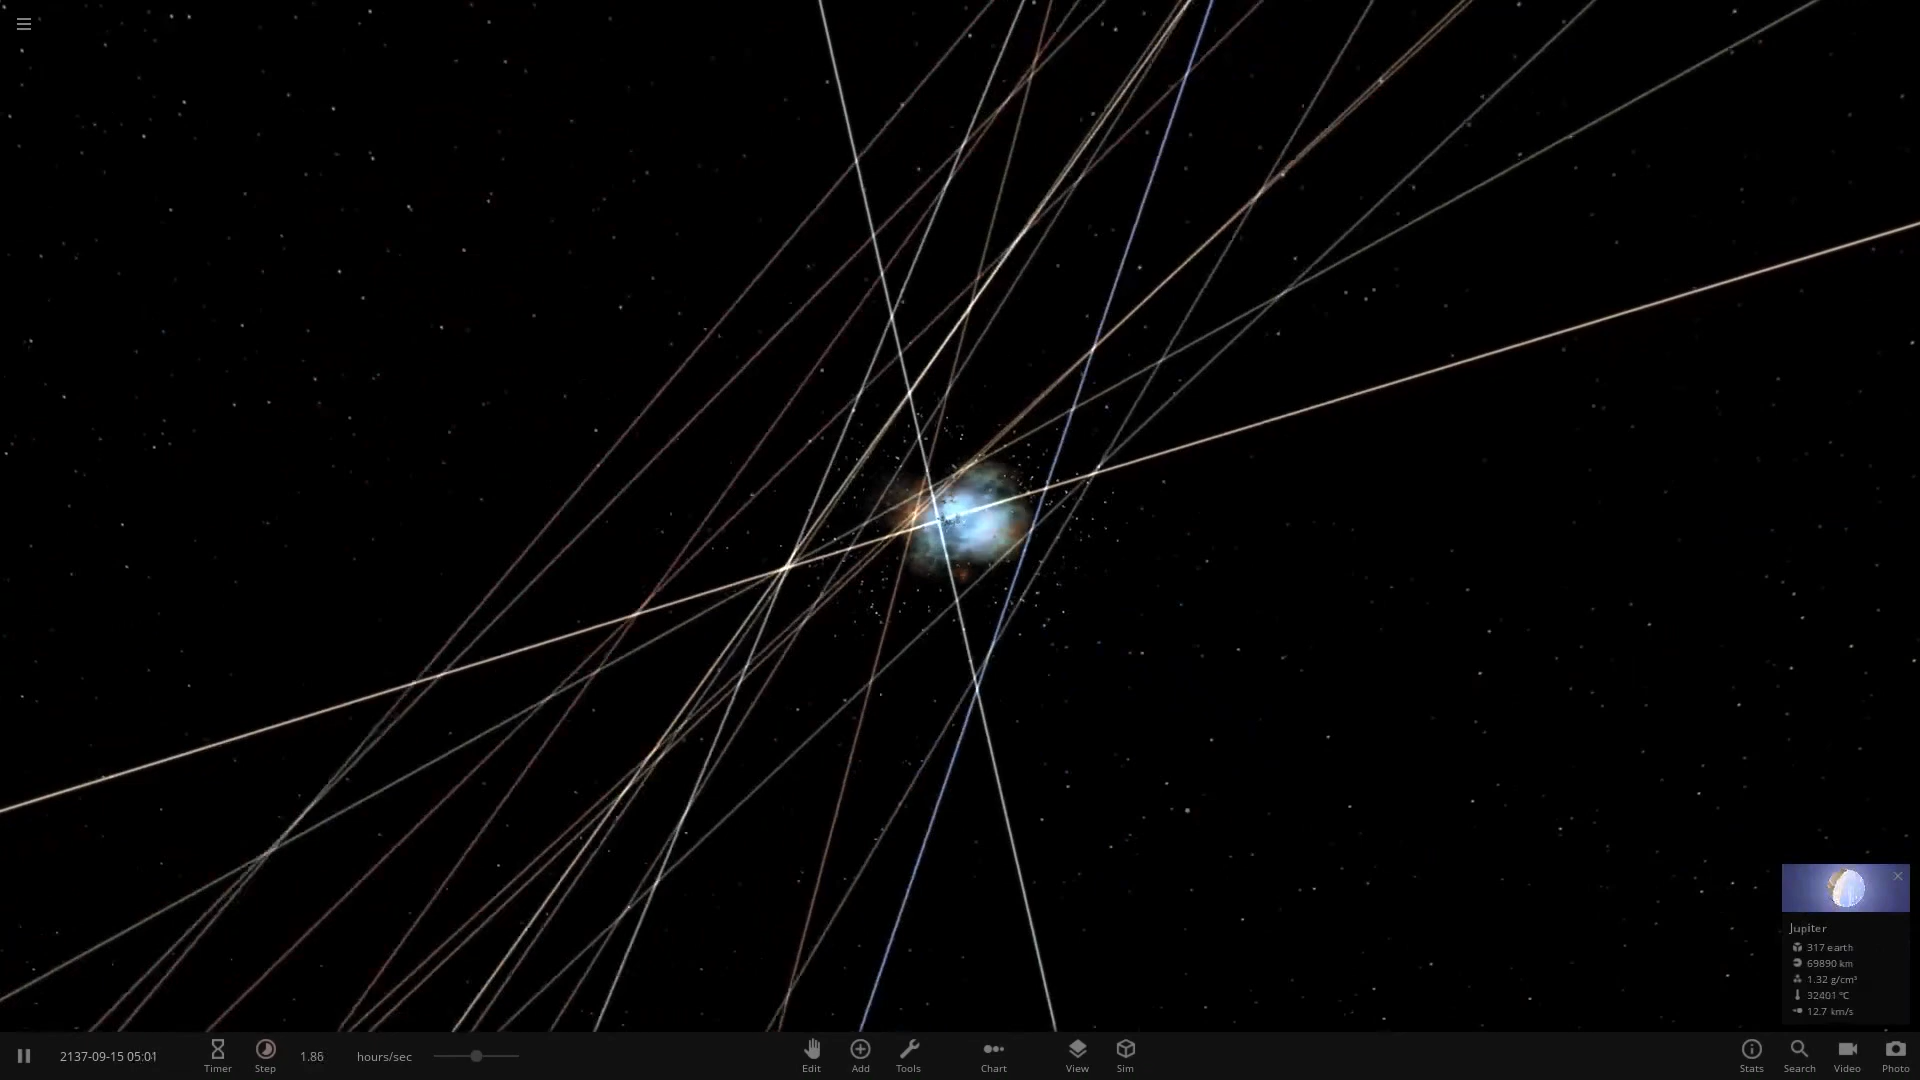 Jupiter
317 earth
69890 km
1.32 g/cm³
32401 °C
12.7 km/s
2137-09-15 05:01
Timer
Step
1.86
hours/sec
Edit
Add
Tools
Chart
View
Sim
Stats
Search
Video
Photo